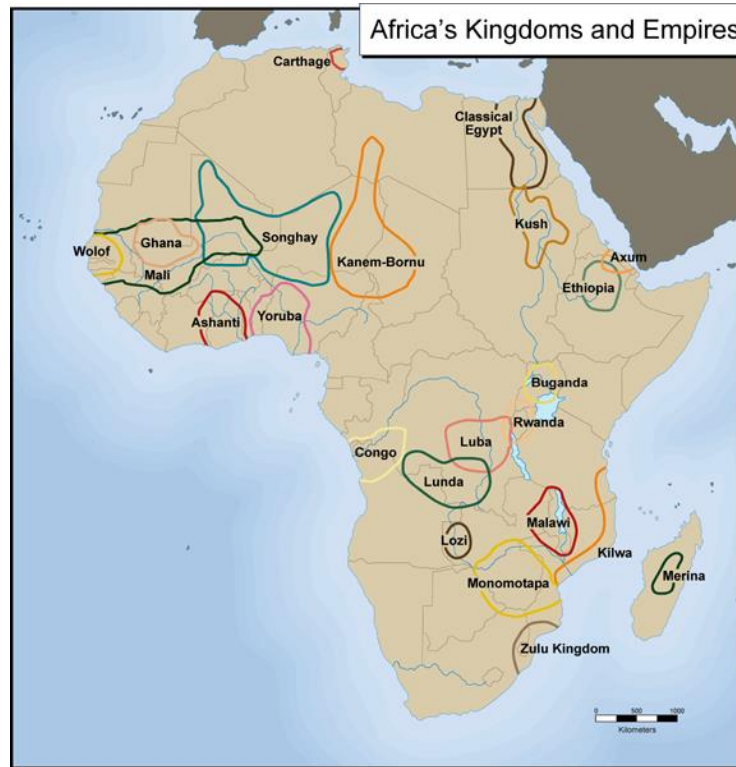 Africa's Kingdoms and Empires
Carthage
Classical
Egypt
Wolof
Ghana
Songhay
Kush
Mali
Kanem-Bornu
Axum
Ethiopia
Ashanti
Yoruba
Buganda
Rwanda
Congo
Luba
Lunda
Malawi
Lozi
Kilwa
Monomotapa
Merina
Zulu Kingdom
0 500 1000
Kilometers